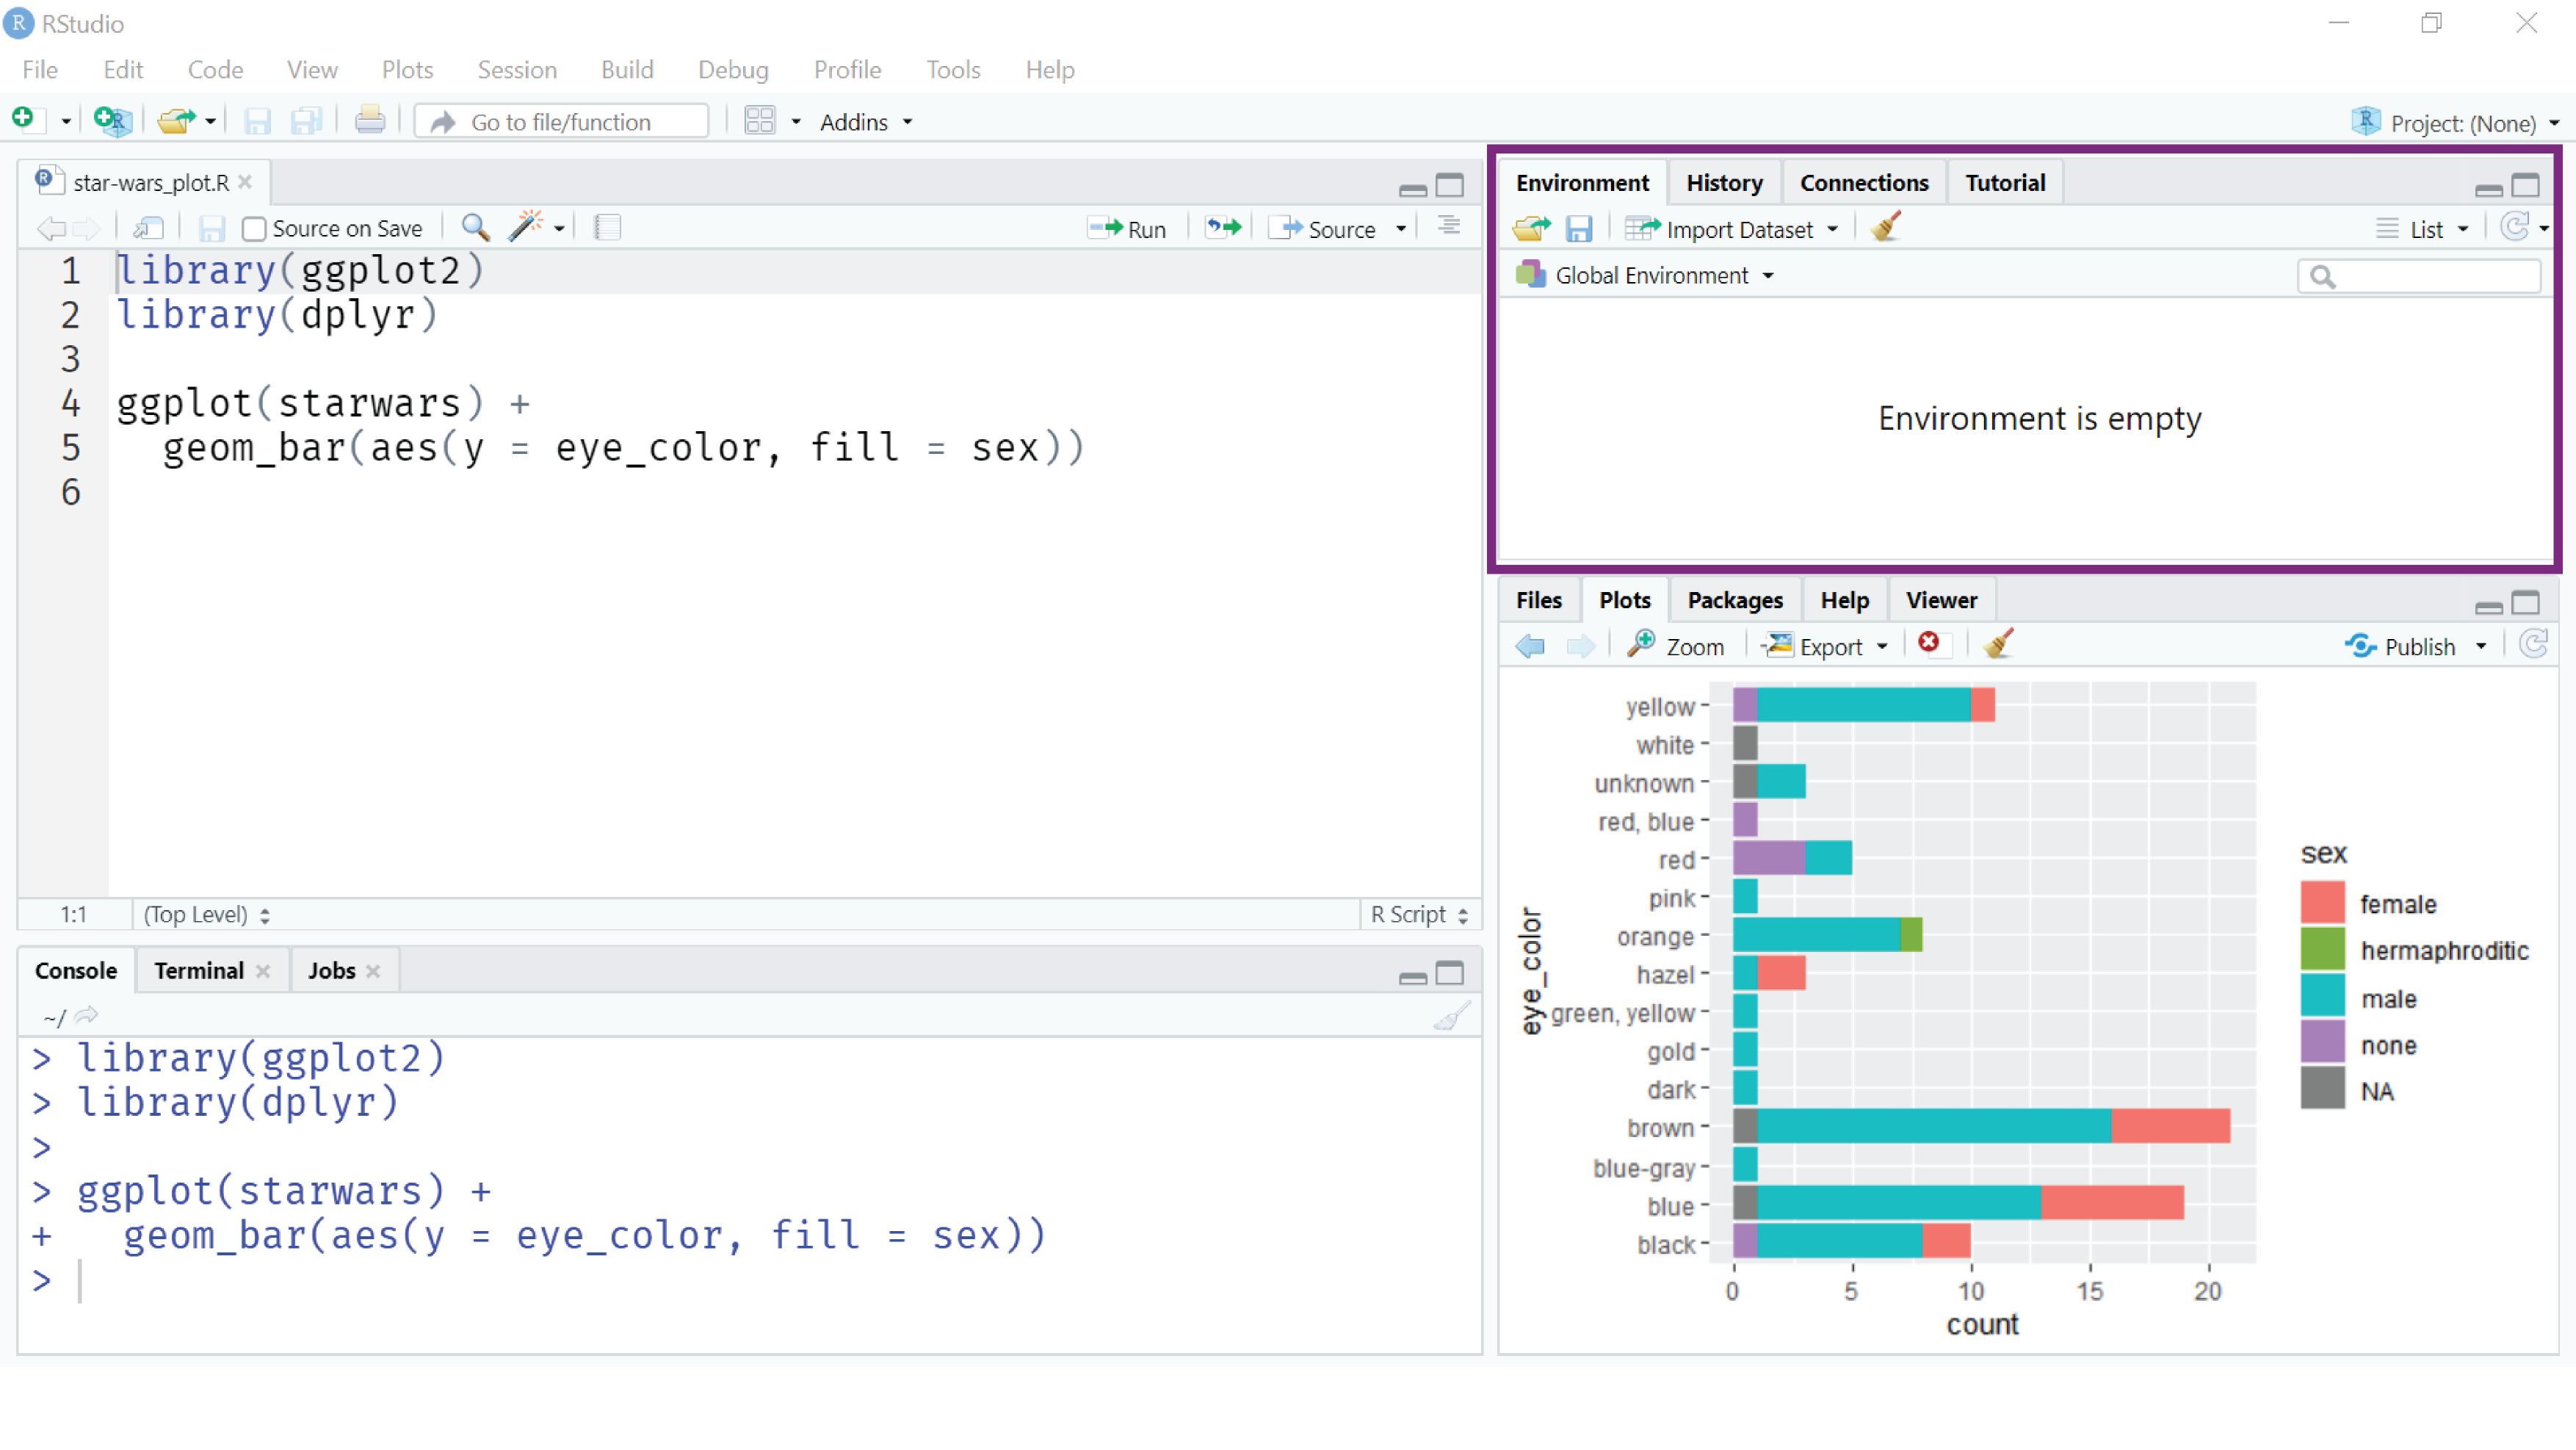 R RStudio
File Edit Code View Plots Session Build Debug Profile Tools Help
Go to file/function Addins Project: (None)
star-wars_plot.R
Source on Save Run Source
1 library(ggplot2)
2 library(dplyr)
3
4 ggplot(starwars) +
5 geom_bar(aes(y = eye_color, fill = sex))
6
1:1 (Top Level) R Script
Console Terminal Jobs
~/
> library(ggplot2)
> library(dplyr)
>
> ggplot(starwars) +
+ geom_bar(aes(y = eye_color, fill = sex))
>
Environment History Connections Tutorial
Import Dataset List
Global Environment
Environment is empty
Files Plots Packages Help Viewer
Zoom Export Publish
eye_color
yellow
white
unknown
red, blue
red
pink
orange
hazel
green, yellow
gold
dark
brown
blue-gray
blue
black
0 5 10 15 20
count
sex
female
hermaphroditic
male
none
NA